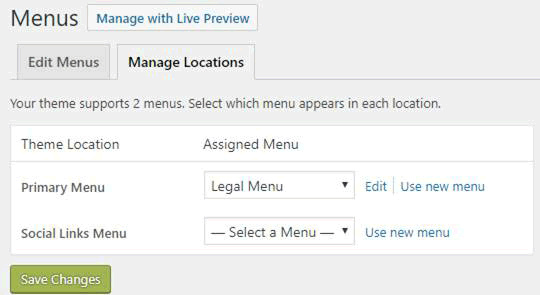 Menus Manage with Live Preview
Edit Menus Manage Locations
Your theme supports 2 menus. Select which menu appears in each location.
Theme Location Assigned Menu
Primary Menu Legal Menu Edit Use new menu
Social Links Menu — Select a Menu — Use new menu
Save Changes